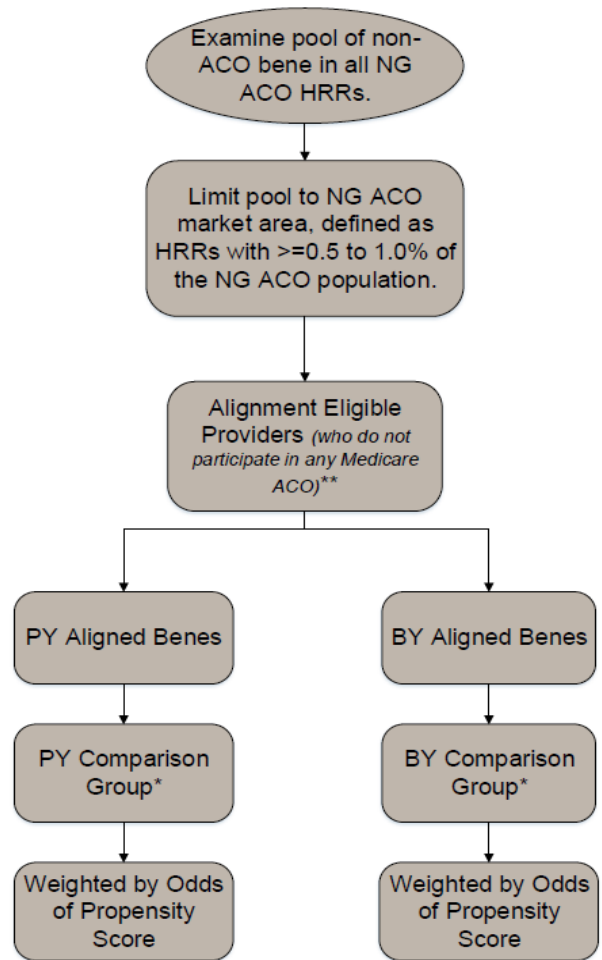 Examine pool of non-
ACO bene in all NG
ACO HRRs.
Limit pool to NG ACO
market area, defined as
HRRs with >=0.5 to 1.0% of
the NG ACO population.
Alignment Eligible
Providers (who do not
participate in any Medicare
ACO)**
PY Aligned Benes
BY Aligned Benes
PY Comparison
Group*
BY Comparison
Group*
Weighted by Odds
of Propensity
Score
Weighted by Odds
of Propensity
Score